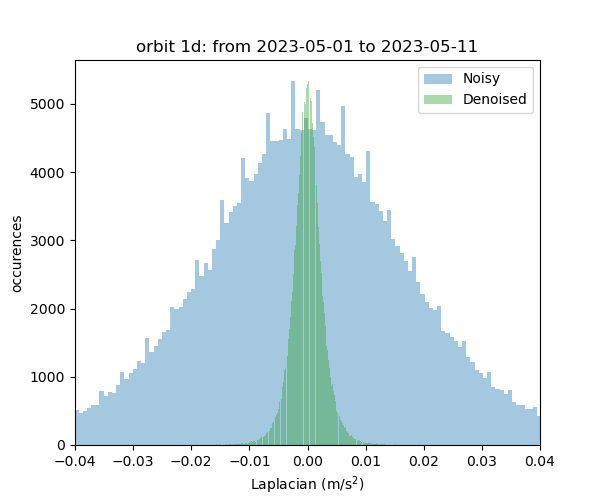 orbit 1d: from 2023-05-01 to 2023-05-11
Noisy
Denoised
5000
4000
3000
2000
1000
0
occurences
−0.04 −0.03 −0.02 −0.01 0.00 0.01 0.02 0.03 0.04
Laplacian (m/s²)